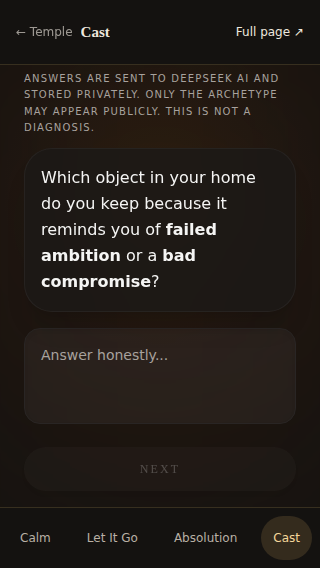 ← Temple Cast Full page ↗
ANSWERS ARE SENT TO DEEPSEEK AI AND
STORED PRIVATELY. ONLY THE ARCHETYPE
MAY APPEAR PUBLICLY. THIS IS NOT A
DIAGNOSIS.
Which object in your home
do you keep because it
reminds you of failed
ambition or a bad
compromise?
Answer honestly...
NEXT
Calm Let It Go Absolution Cast